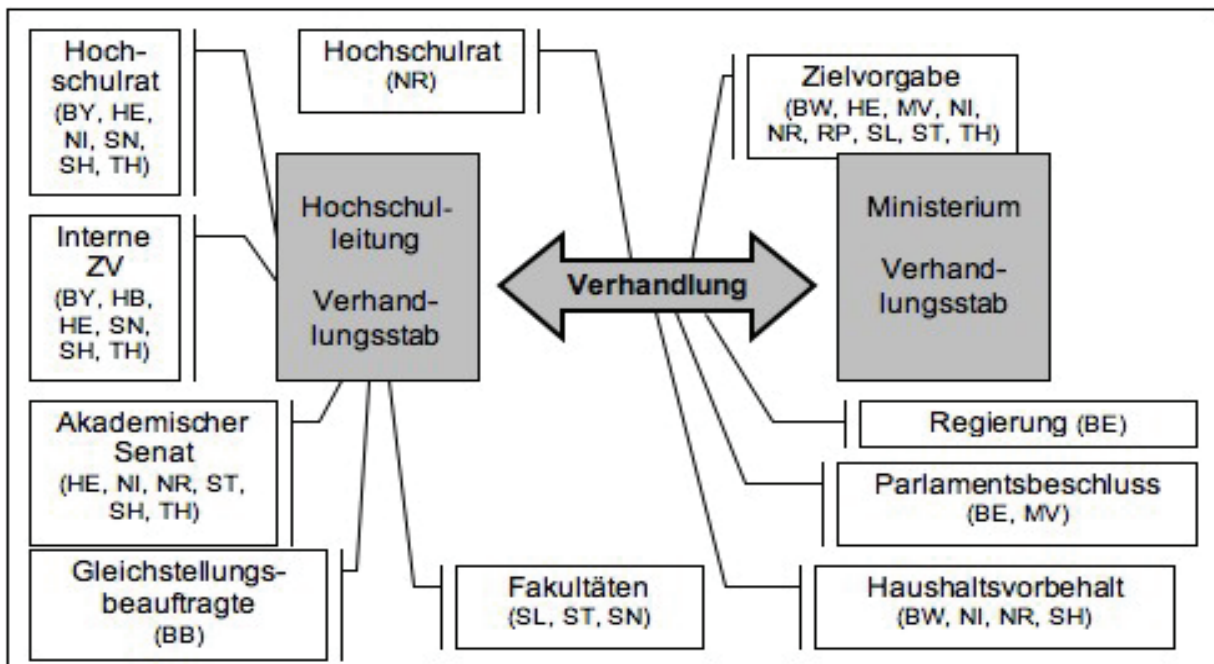 Hoch-
schulrat
(BY, HE,
NI, SN,
SH, TH)
Hochschulrat
(NR)
Zielvorgabe
(BW, HE, MV, NI,
NR, RP, SL, ST, TH)
Interne
ZV
(BY, HB,
HE, SN,
SH, TH)
Hochschul-
leitung
Verhand-
lungsstab
Verhandlung
Ministerium
Verhand-
lungsstab
Akademischer
Senat
(HE, NI, NR, ST,
SH, TH)
Regierung (BE)
Parlamentsbeschluss
(BE, MV)
Gleichstellungs-
beauftragte
(BB)
Fakultäten
(SL, ST, SN)
Haushaltsvorbehalt
(BW, NI, NR, SH)